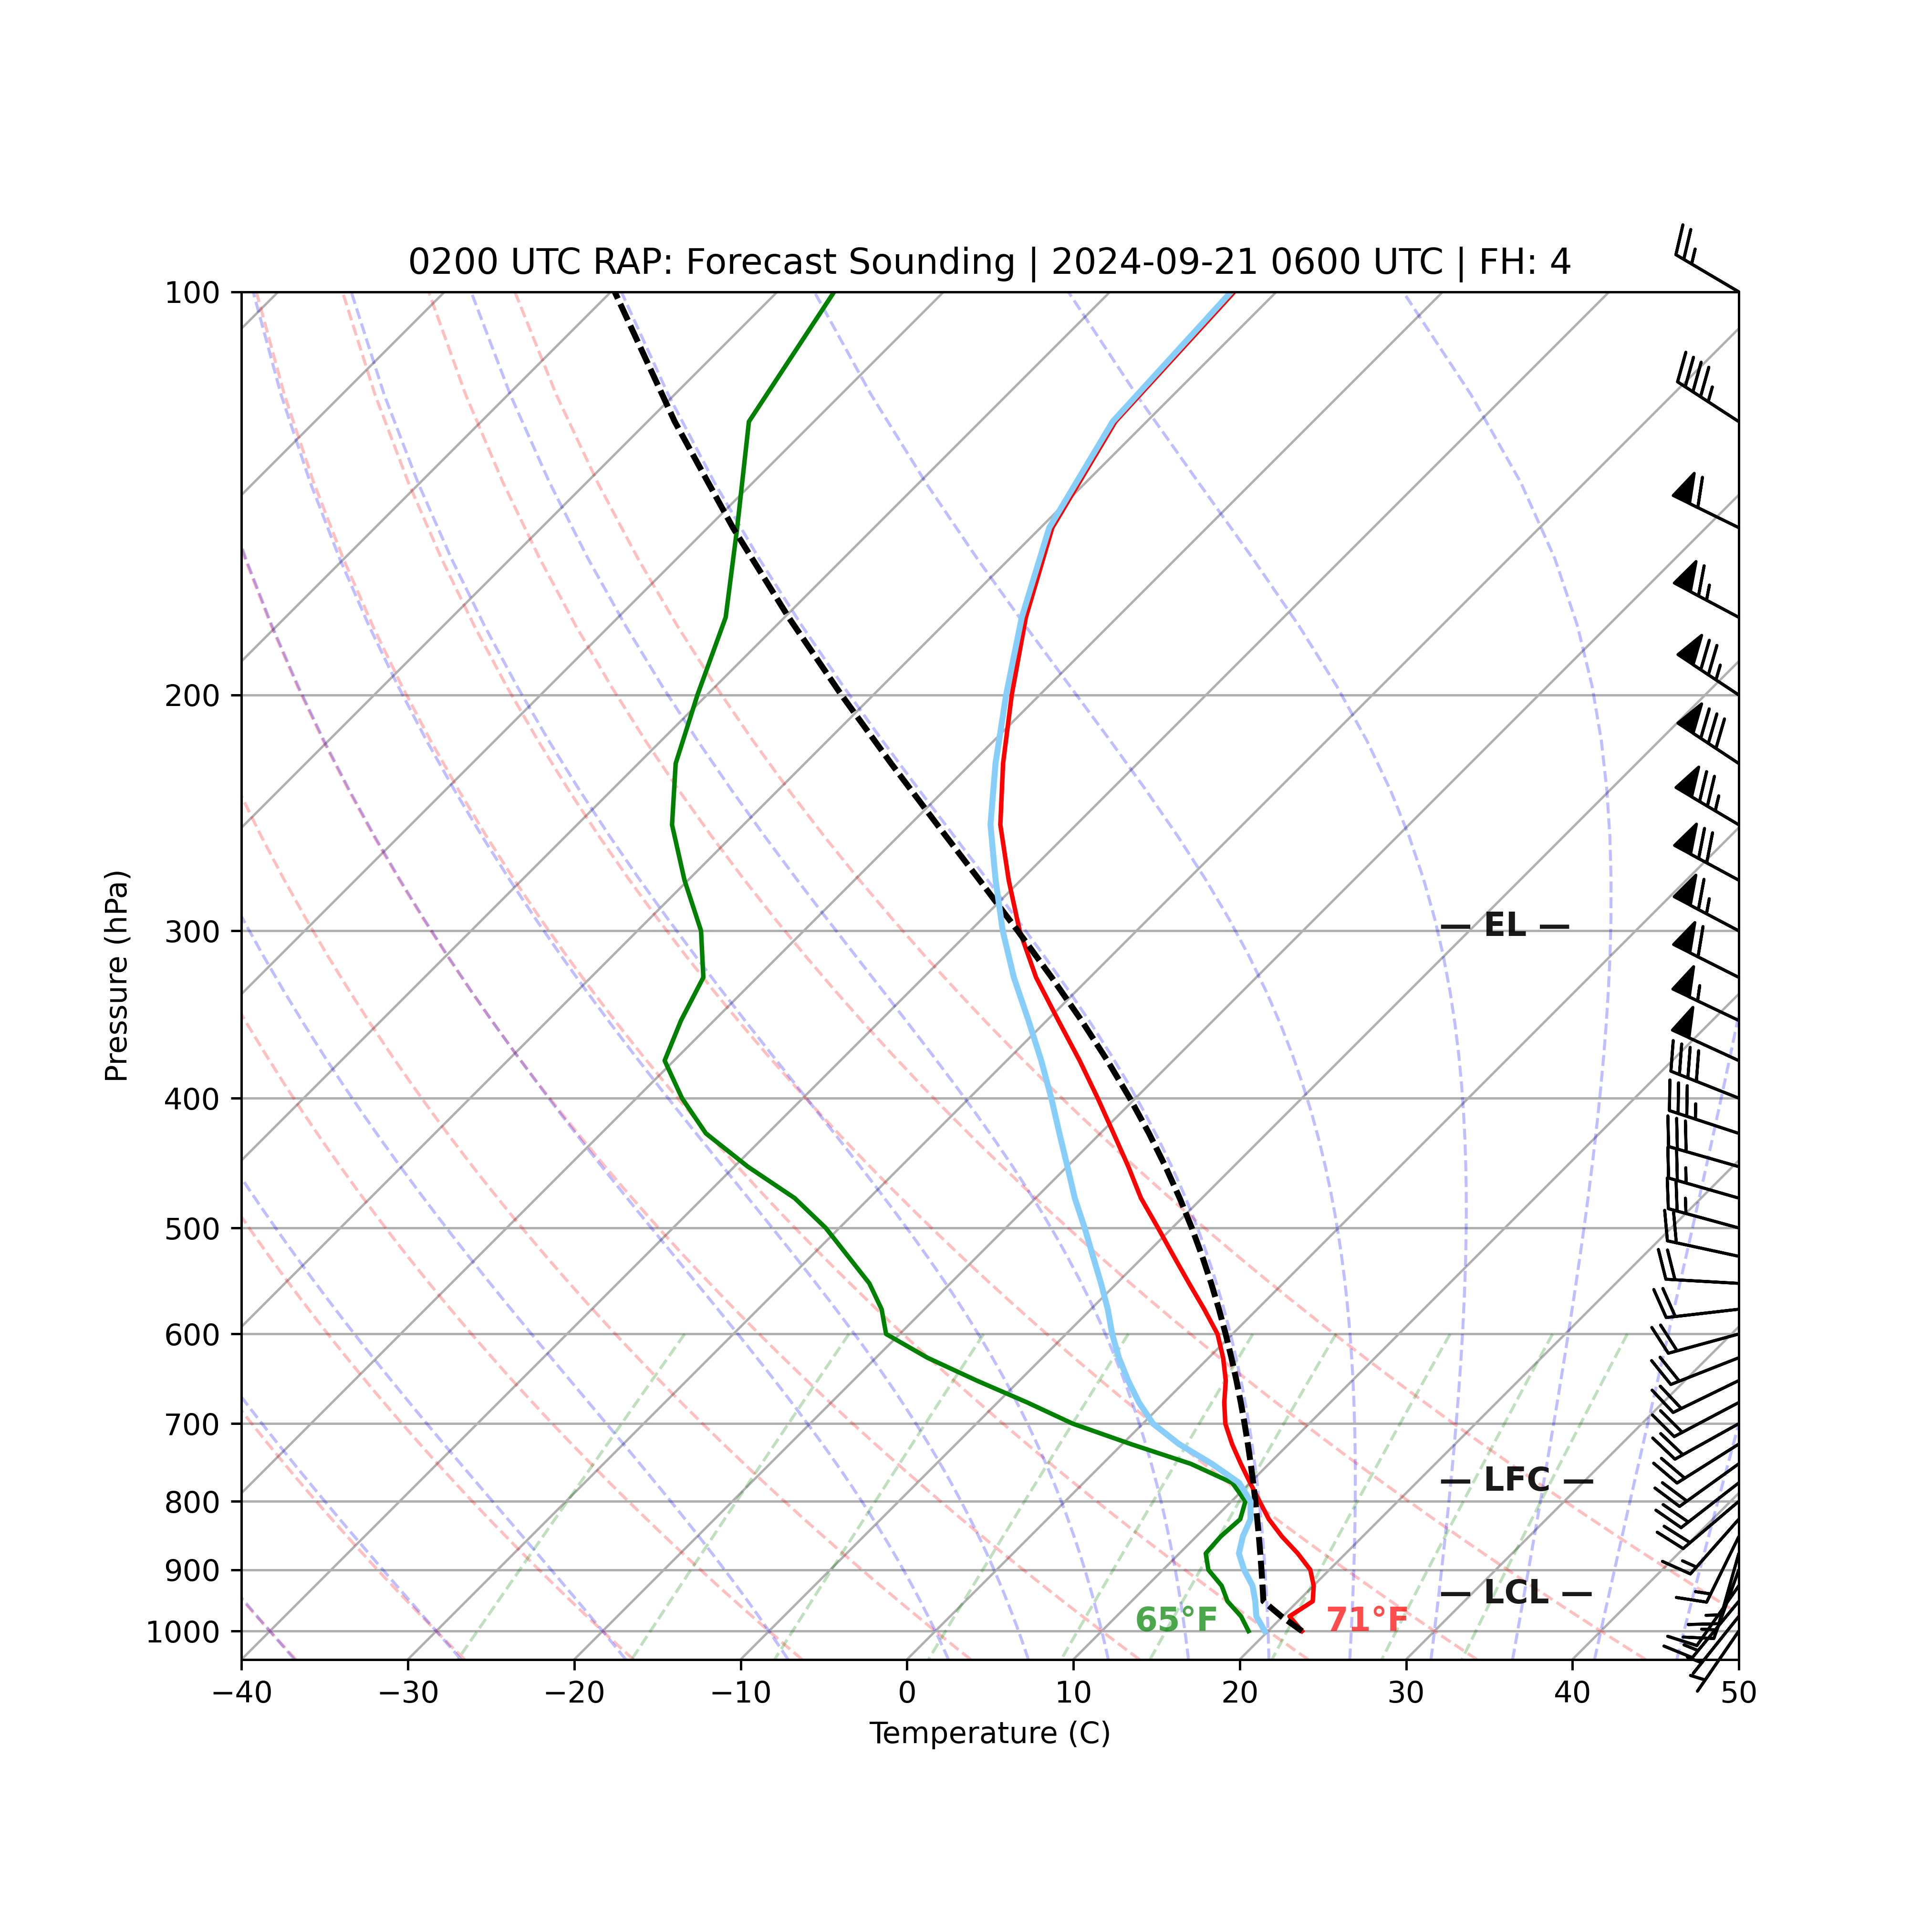 0200 UTC RAP: Forecast Sounding | 2024-09-21 0600 UTC | FH: 4
100
200
300
400
500
600
700
800
900
1000
Pressure (hPa)
— EL —
— LFC —
— LCL —
65°F
71°F
−40 −30 −20 −10 0 10 20 30 40 50
Temperature (C)